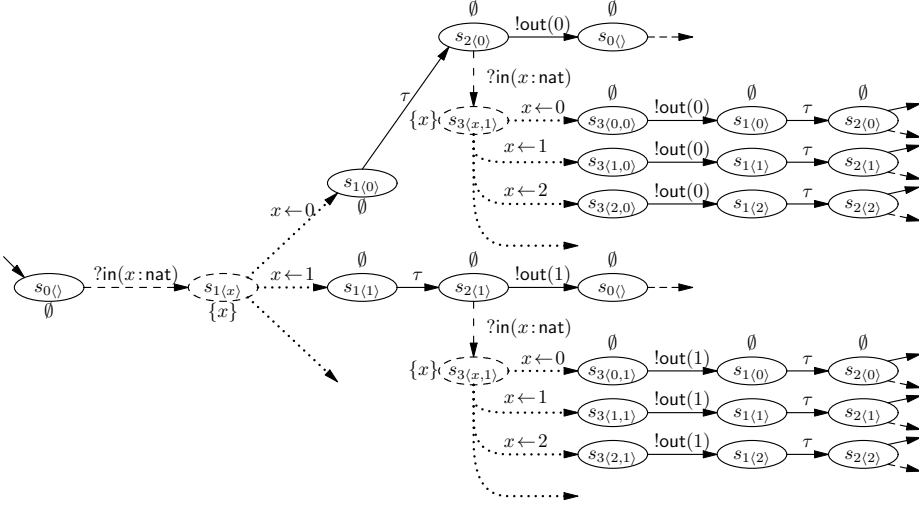 ∅ ∅
s₂⟨0⟩ !out(0) s₀⟨⟩
?in(x:nat)
τ
∅ ∅ ∅
{x} s₃⟨x,1⟩ x←0 s₃⟨0,0⟩ !out(0) s₁⟨0⟩ τ s₂⟨0⟩
x←1 s₃⟨1,0⟩ !out(0) s₁⟨1⟩ τ s₂⟨1⟩
s₁⟨0⟩
∅
x←2 s₃⟨2,0⟩ !out(0) s₁⟨2⟩ τ s₂⟨2⟩
x←0
∅ ∅ ∅
s₀⟨⟩ ?in(x:nat) s₁⟨x⟩ x←1 s₁⟨1⟩ τ s₂⟨1⟩ !out(1) s₀⟨⟩
∅ {x}
?in(x:nat)
∅ ∅ ∅
{x} s₃⟨x,1⟩ x←0 s₃⟨0,1⟩ !out(1) s₁⟨0⟩ τ s₂⟨0⟩
x←1 s₃⟨1,1⟩ !out(1) s₁⟨1⟩ τ s₂⟨1⟩
x←2 s₃⟨2,1⟩ !out(1) s₁⟨2⟩ τ s₂⟨2⟩